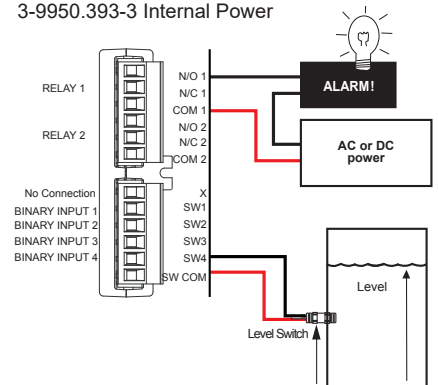 3-9950.393-3 Internal Power
N/O 1
RELAY 1
N/C 1
ALARM!
COM 1
N/O 2
RELAY 2
N/C 2
COM 2
AC or DC
power
No Connection
X
BINARY INPUT 1
SW1
BINARY INPUT 2
SW2
BINARY INPUT 3
SW3
BINARY INPUT 4
SW4
SW COM
Level
Level Switch